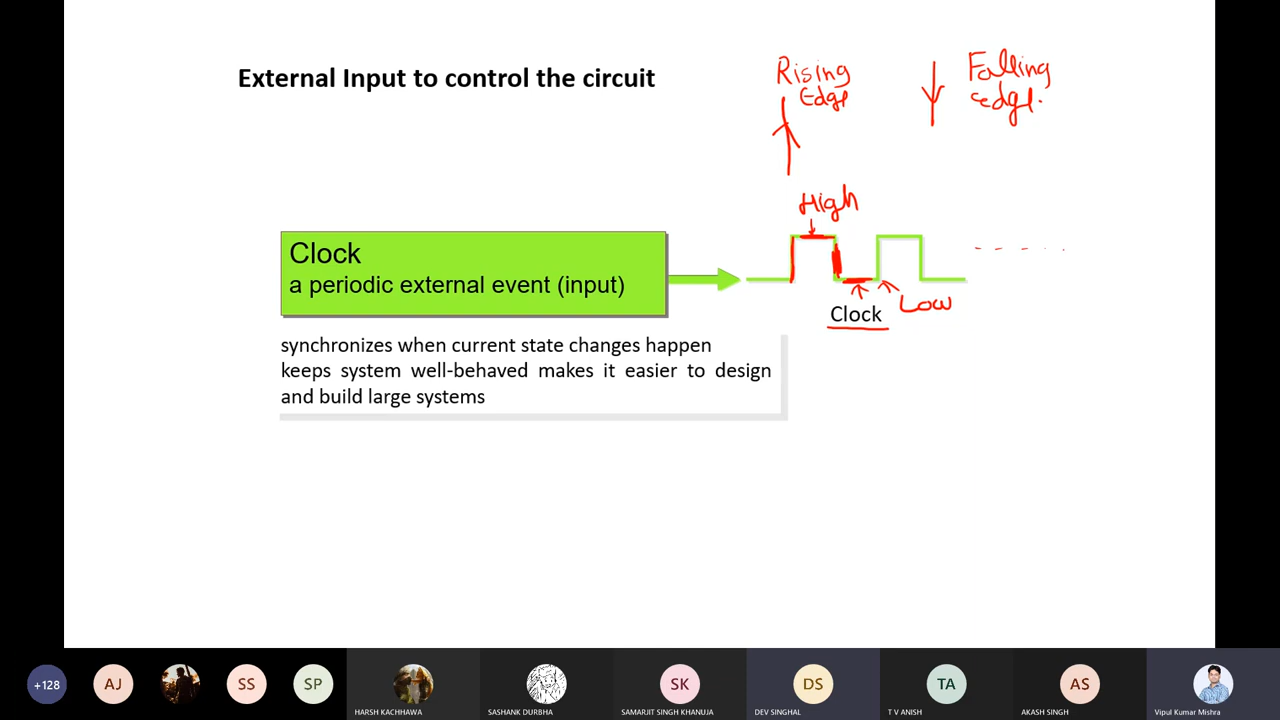 External Input to control the circuit
Rising
Edge
Falling
edge.
High
Clock
a periodic external event (input)
Low
Clock
synchronizes when current state changes happen
keeps system well-behaved makes it easier to design
and build large systems
+128
AJ
SS
SP
SK
DS
TA
AS
HARSH KACHHAWA
SASHANK DURBHA
SAMARJIT SINGH KHANUJA
DEV SINGHAL
T V ANISH
AKASH SINGH
Vipul Kumar Mishra